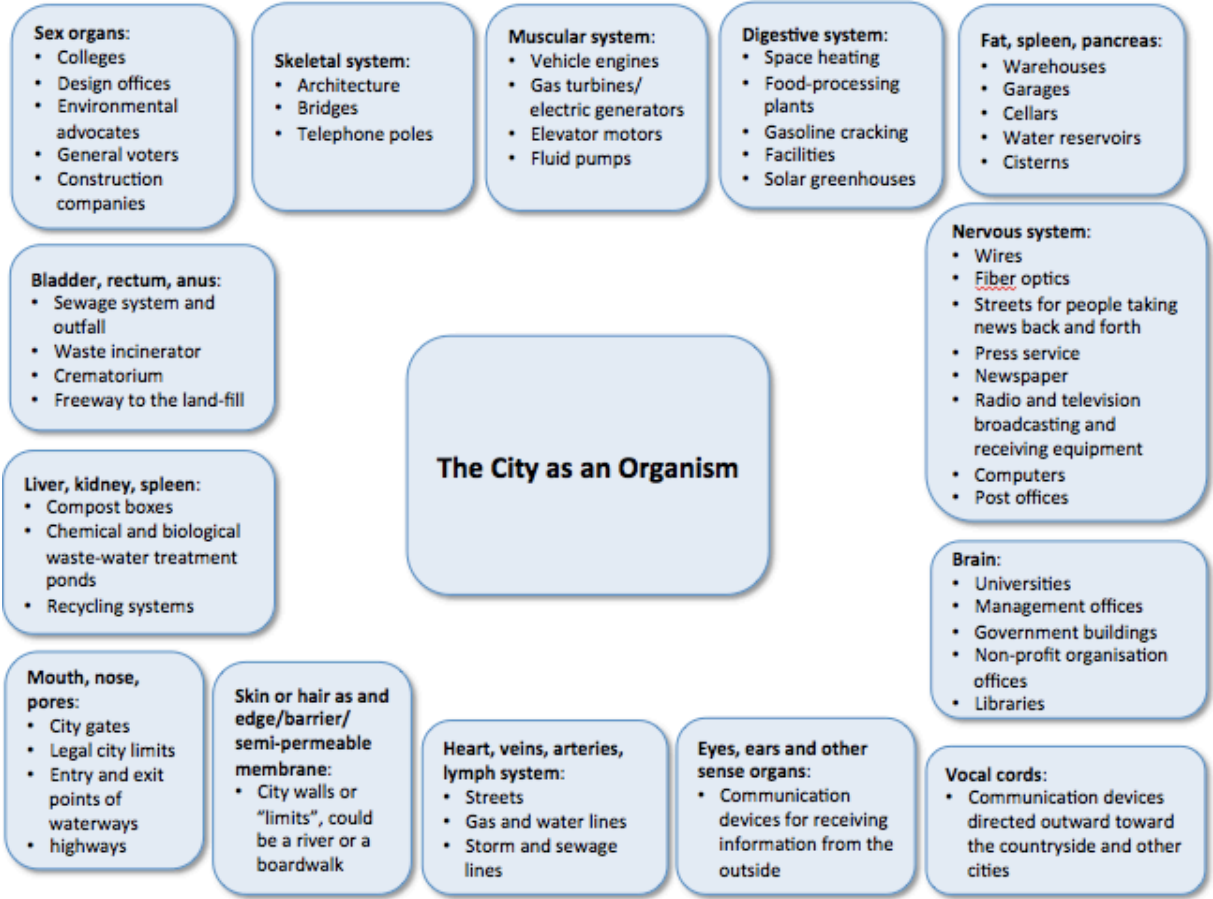 Sex organs:
• Colleges
• Design offices
• Environmental
advocates
• General voters
• Construction
companies
Skeletal system:
• Architecture
• Bridges
• Telephone poles
Muscular system:
• Vehicle engines
• Gas turbines/
electric generators
• Elevator motors
• Fluid pumps
Digestive system:
• Space heating
• Food-processing
plants
• Gasoline cracking
• Facilities
• Solar greenhouses
Fat, spleen, pancreas:
• Warehouses
• Garages
• Cellars
• Water reservoirs
• Cisterns
Bladder, rectum, anus:
• Sewage system and
outfall
• Waste incinerator
• Crematorium
• Freeway to the land-fill
Nervous system:
• Wires
• Fiber optics
• Streets for people taking
news back and forth
• Press service
• Newspaper
• Radio and television
broadcasting and
receiving equipment
• Computers
• Post offices
The City as an Organism
Liver, kidney, spleen:
• Compost boxes
• Chemical and biological
waste-water treatment
ponds
• Recycling systems
Brain:
• Universities
• Management offices
• Government buildings
• Non-profit organisation
offices
• Libraries
Mouth, nose,
pores:
• City gates
• Legal city limits
• Entry and exit
points of
waterways
• highways
Skin or hair as and
edge/barrier/
semi-permeable
membrane:
• City walls or
“limits”, could
be a river or a
boardwalk
Heart, veins, arteries,
lymph system:
• Streets
• Gas and water lines
• Storm and sewage
lines
Eyes, ears and other
sense organs:
• Communication
devices for receiving
information from the
outside
Vocal cords:
• Communication devices
directed outward toward
the countryside and other
cities